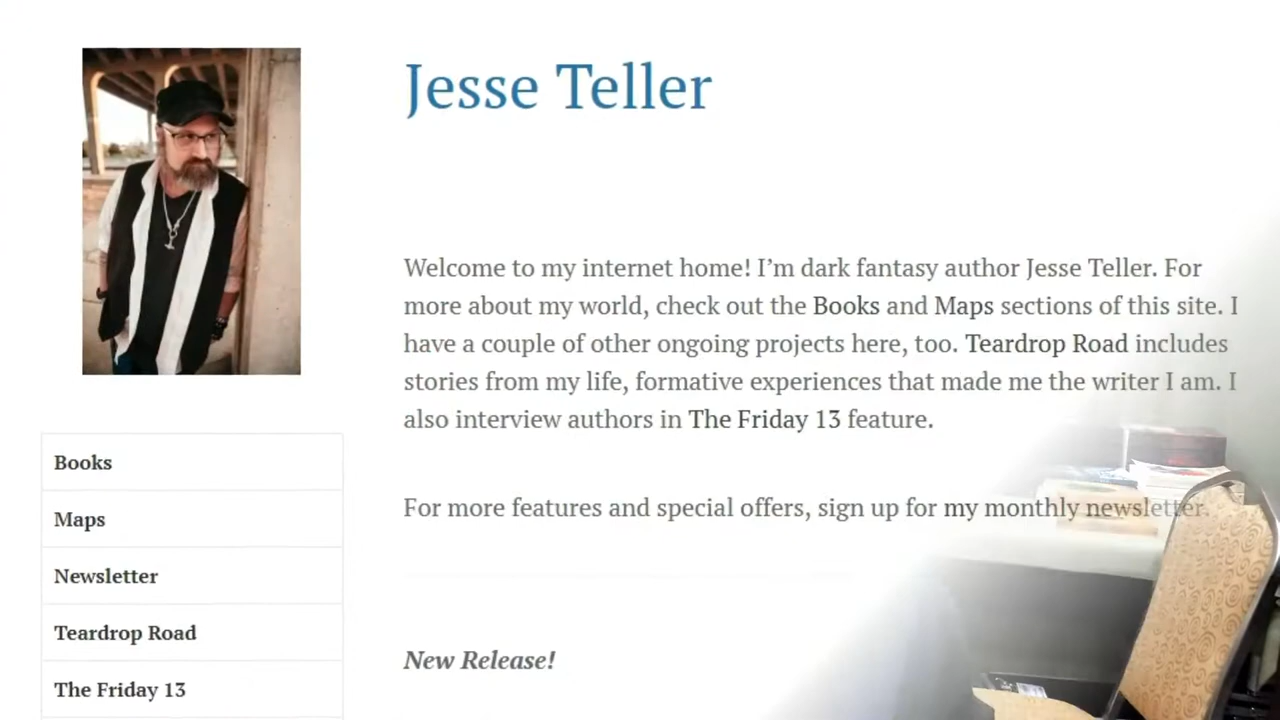 Jesse Teller
Welcome to my internet home! I’m dark fantasy author Jesse Teller. For
more about my world, check out the Books and Maps sections of this site. I
have a couple of other ongoing projects here, too. Teardrop Road includes
stories from my life, formative experiences that made me the writer I am. I
also interview authors in The Friday 13 feature.
For more features and special offers, sign up for my monthly newsletter.
New Release!
Books
Maps
Newsletter
Teardrop Road
The Friday 13